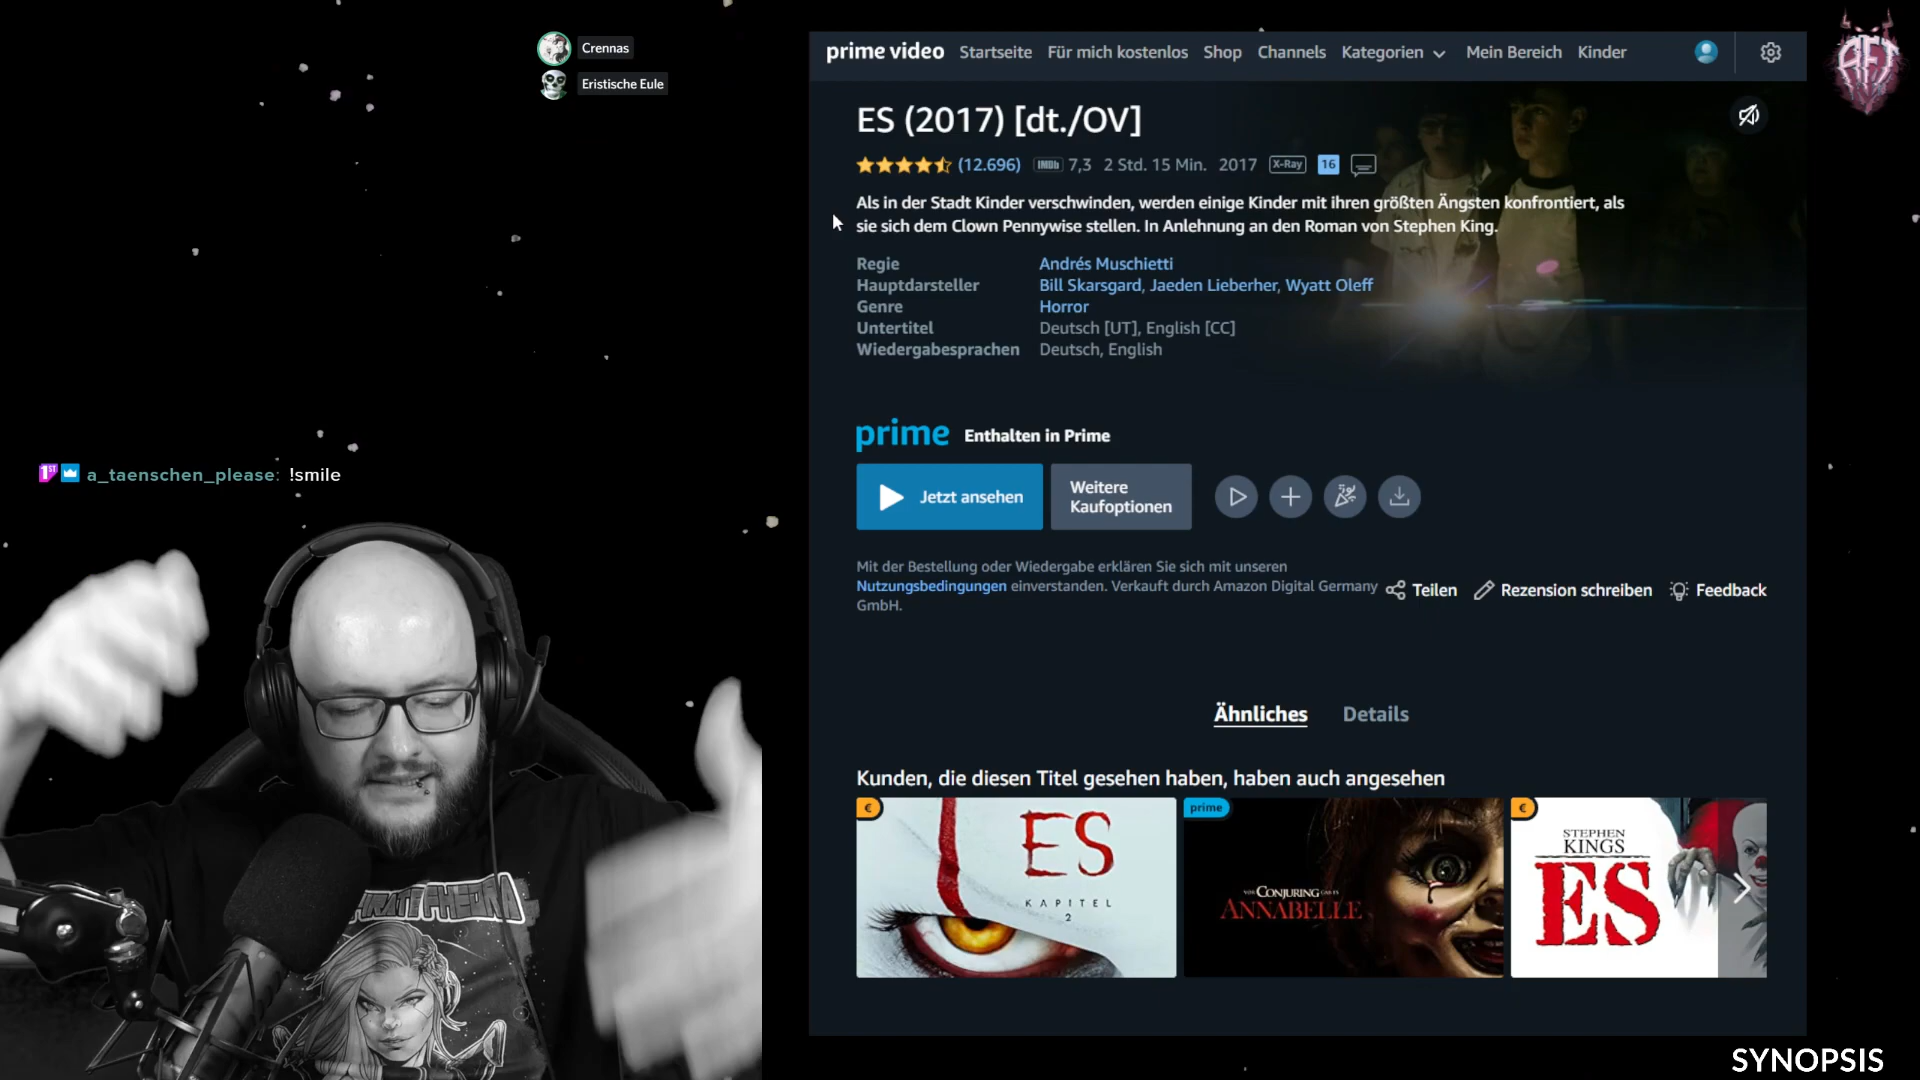 Crennas
Eristische Eule
a_taenschen_please: !smile
prime video Startseite Für mich kostenlos Shop Channels Kategorien Mein Bereich Kinder
AFT
ES (2017) [dt./OV]
(12.696) IMDb 7,3 2 Std. 15 Min. 2017 X-Ray 16
Als in der Stadt Kinder verschwinden, werden einige Kinder mit ihren größten Ängsten konfrontiert, als
sie sich dem Clown Pennywise stellen. In Anlehnung an den Roman von Stephen King.
Regie Andrés Muschietti
Hauptdarsteller Bill Skarsgard, Jaeden Lieberher, Wyatt Oleff
Genre Horror
Untertitel Deutsch [UT], English [CC]
Wiedergabesprachen Deutsch, English
prime Enthalten in Prime
Jetzt ansehen
Weitere
Kaufoptionen
Mit der Bestellung oder Wiedergabe erklären Sie sich mit unseren
Nutzungsbedingungen einverstanden. Verkauft durch Amazon Digital Germany
GmbH.
Teilen Rezension schreiben Feedback
Ähnliches Details
Kunden, die diesen Titel gesehen haben, haben auch angesehen
€
ES
KAPITEL
2
prime
CONJURING
ANNABELLE
€
STEPHEN
KINGS
ES
SYNOPSIS